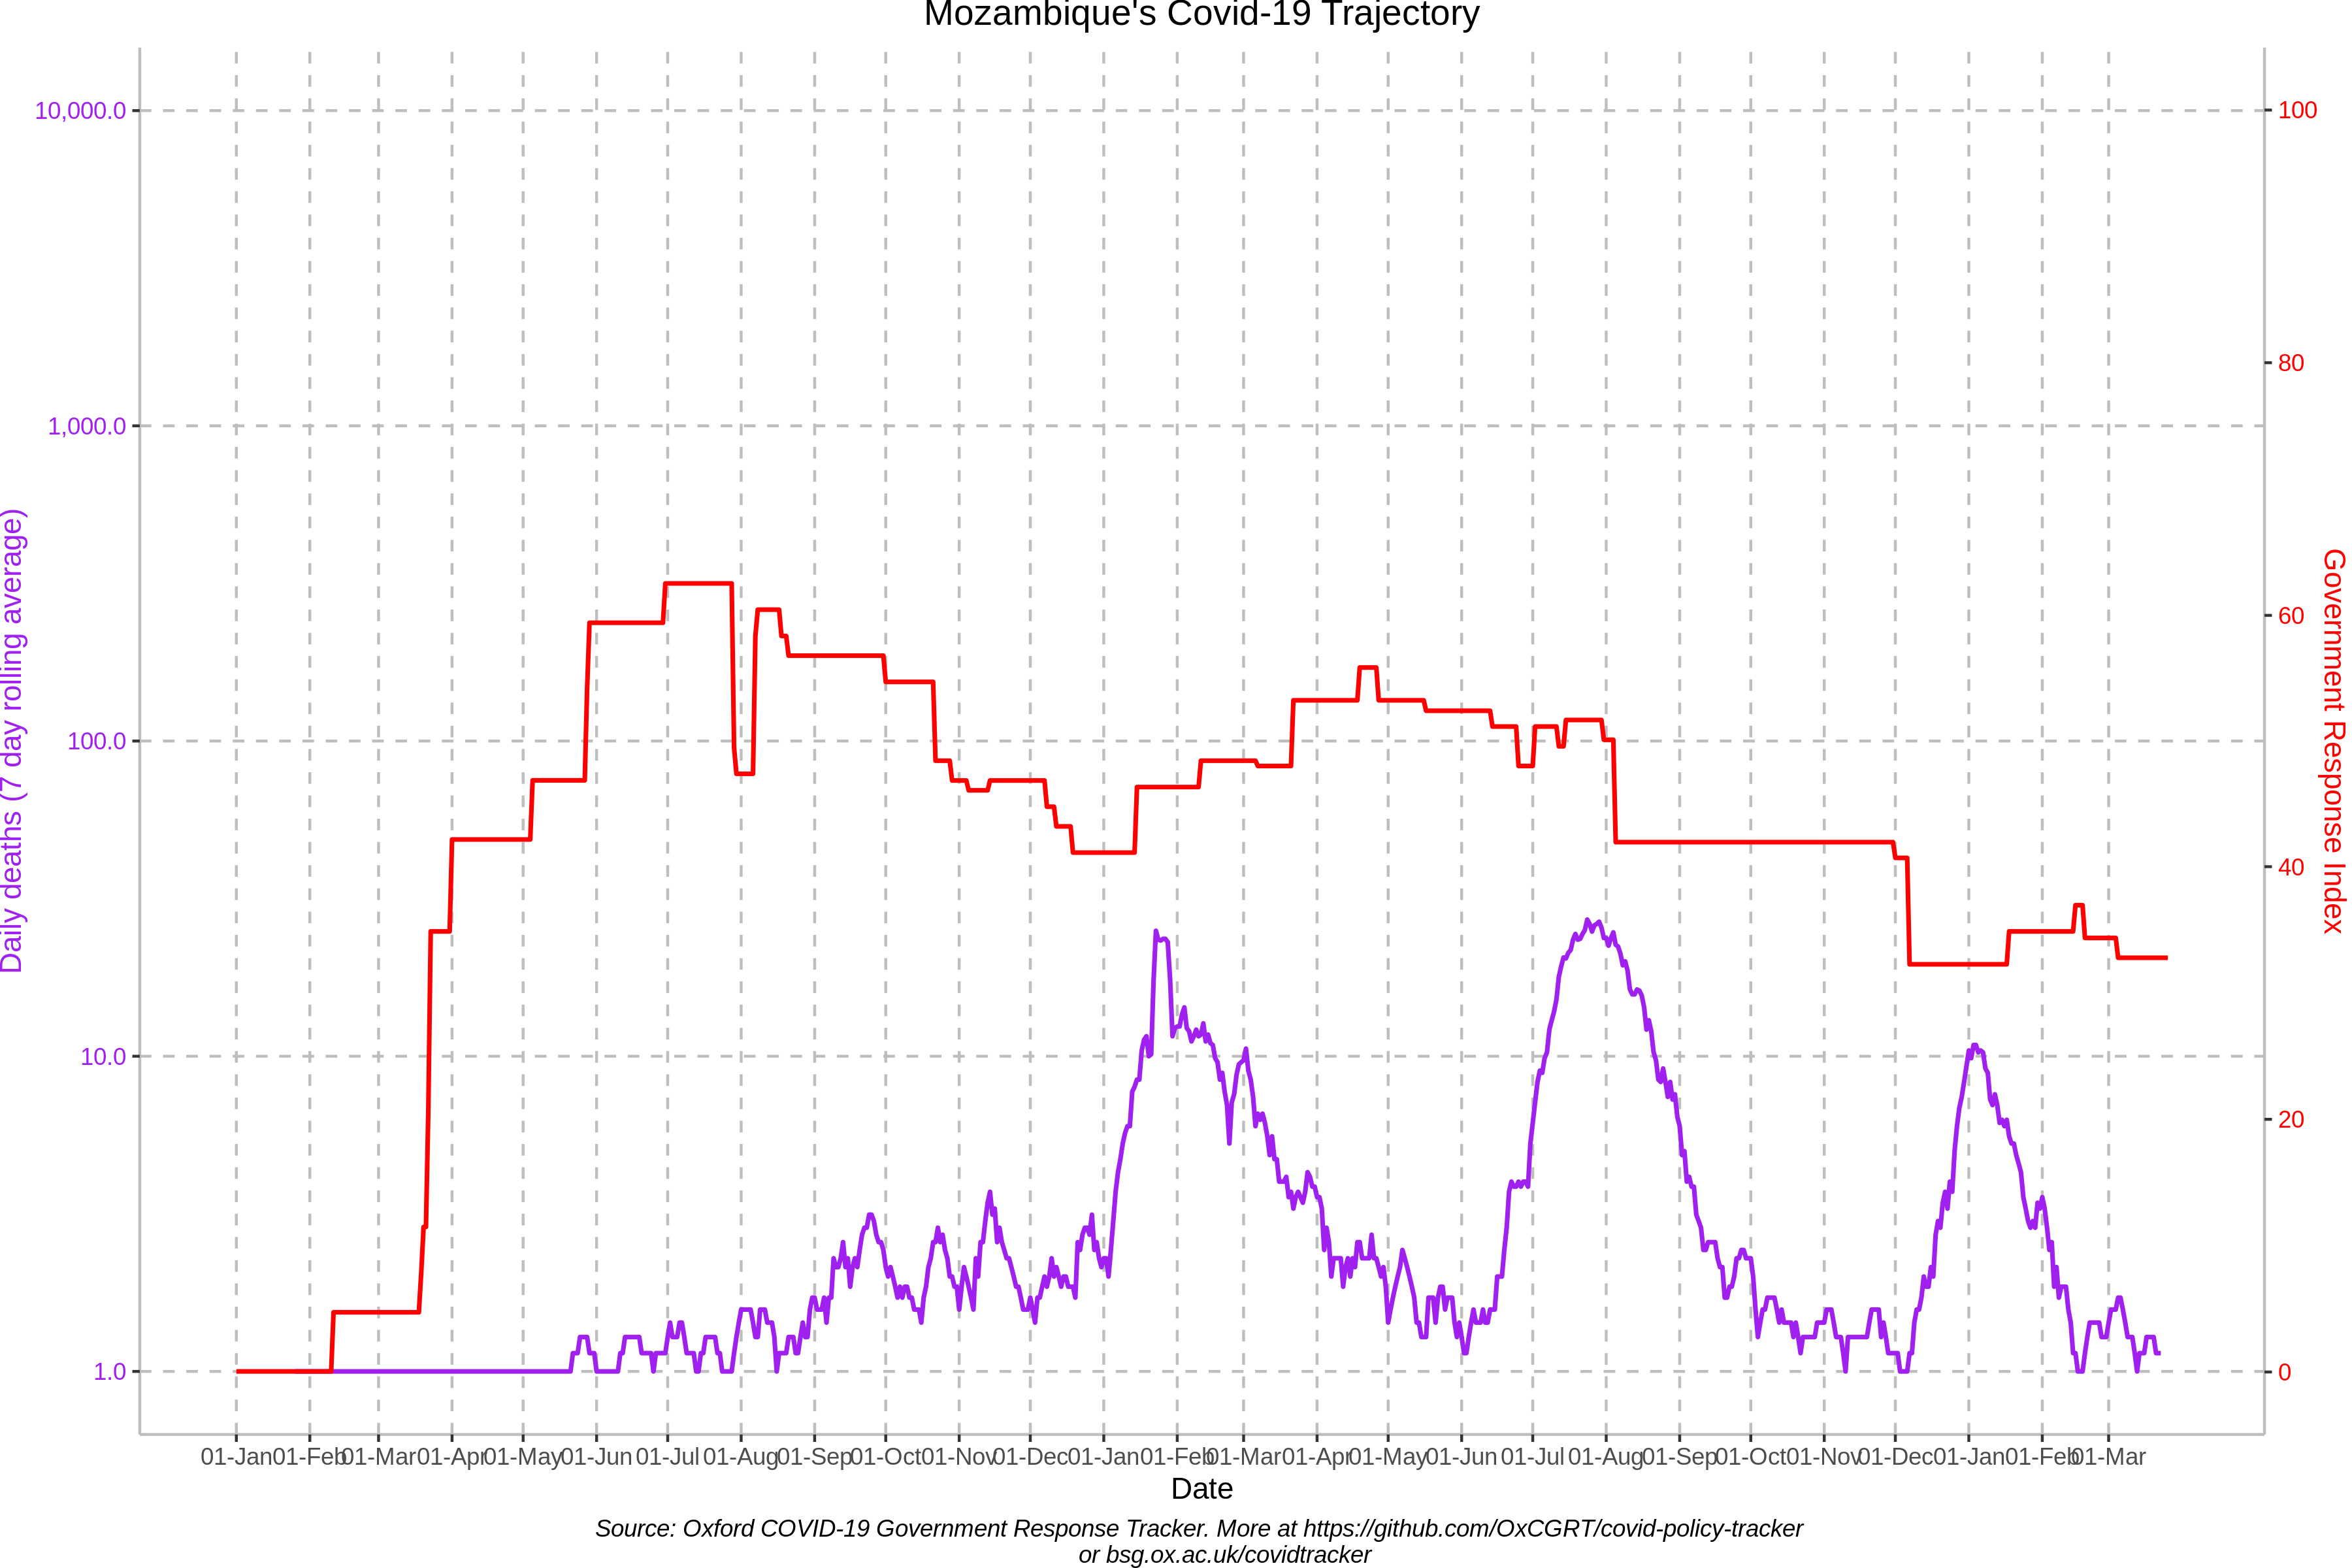 Mozambique's Covid-19 Trajectory
10,000.0
1,000.0
100.0
10.0
1.0
Daily deaths (7 day rolling average)
100
80
60
40
20
0
Government Response Index
01-Jan 01-Feb 01-Mar 01-Apr 01-May 01-Jun 01-Jul 01-Aug 01-Sep 01-Oct 01-Nov 01-Dec 01-Jan 01-Feb 01-Mar 01-Apr 01-May 01-Jun 01-Jul 01-Aug 01-Sep 01-Oct 01-Nov 01-Dec 01-Jan 01-Feb 01-Mar
Date
Source: Oxford COVID-19 Government Response Tracker. More at https://github.com/OxCGRT/covid-policy-tracker
or bsg.ox.ac.uk/covidtracker